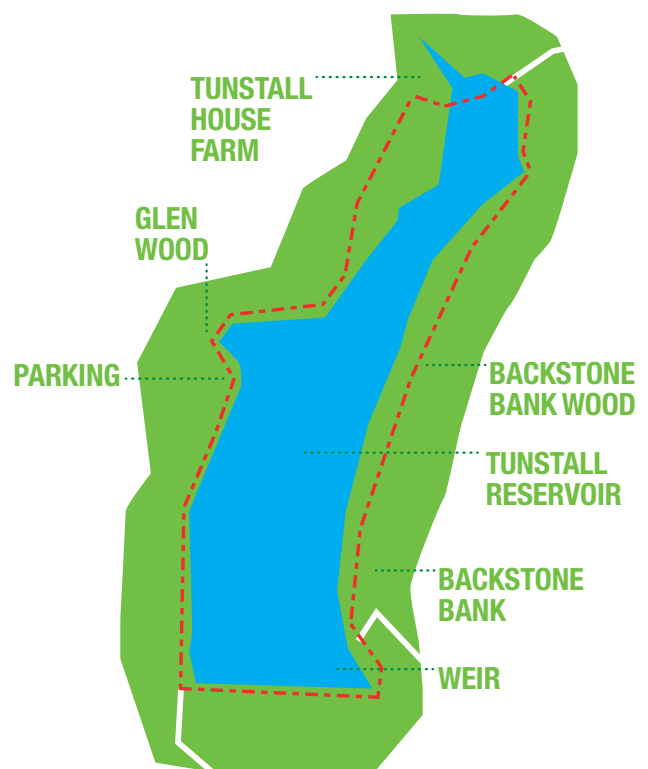 TUNSTALL
HOUSE
FARM
GLEN
WOOD
PARKING
BACKSTONE
BANK WOOD
TUNSTALL
RESERVOIR
BACKSTONE
BANK
WEIR